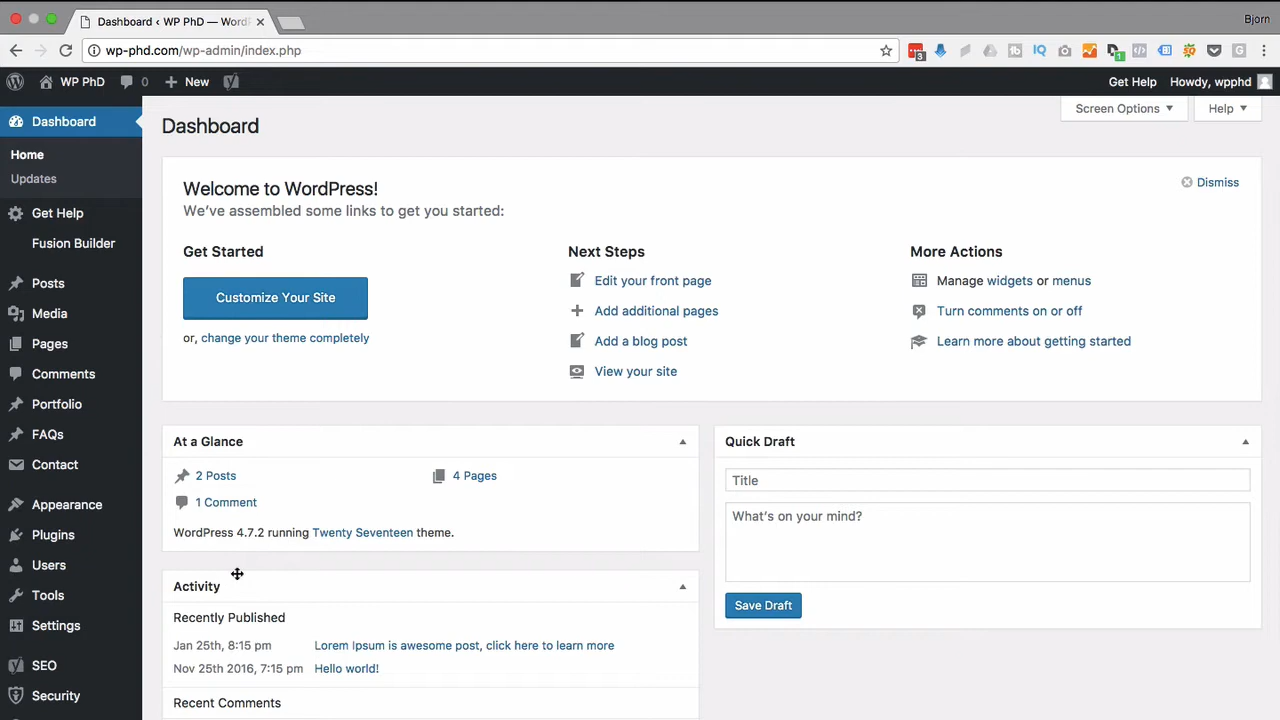 Dashboard ‹ WP PhD — Word
Bjorn
wp-phd.com/wp-admin/index.php
WP PhD
0
New
Get Help
Howdy, wpphd
Dashboard
Home
Updates
Get Help
Fusion Builder
Posts
Media
Pages
Comments
Portfolio
FAQs
Contact
Appearance
Plugins
Users
Tools
Settings
SEO
Security
Dashboard
Screen Options
Help
Welcome to WordPress!
Dismiss
We've assembled some links to get you started:
Get Started
Customize Your Site
or, change your theme completely
Next Steps
Edit your front page
Add additional pages
Add a blog post
View your site
More Actions
Manage widgets or menus
Turn comments on or off
Learn more about getting started
At a Glance
2 Posts
4 Pages
1 Comment
WordPress 4.7.2 running Twenty Seventeen theme.
Activity
Recently Published
Jan 25th, 8:15 pm Lorem Ipsum is awesome post, click here to learn more
Nov 25th 2016, 7:15 pm Hello world!
Recent Comments
Quick Draft
Title
What's on your mind?
Save Draft